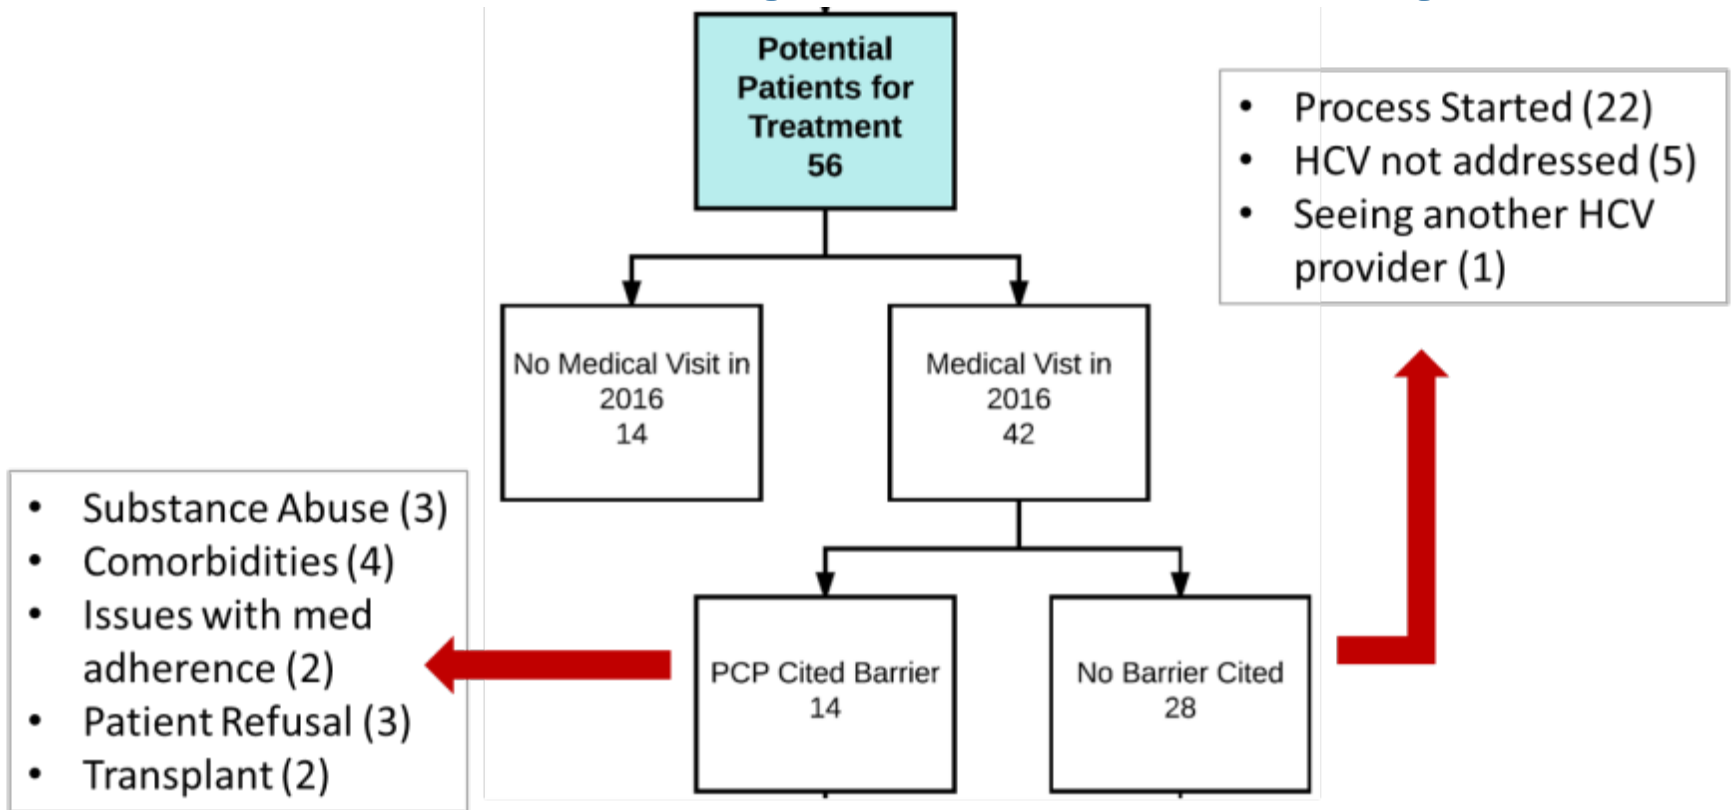 Potential
Patients for
Treatment
56
• Process Started (22)
• HCV not addressed (5)
• Seeing another HCV
provider (1)
No Medical Visit in
2016
14
Medical Vist in
2016
42
• Substance Abuse (3)
• Comorbidities (4)
• Issues with med
adherence (2)
• Patient Refusal (3)
• Transplant (2)
PCP Cited Barrier
14
No Barrier Cited
28